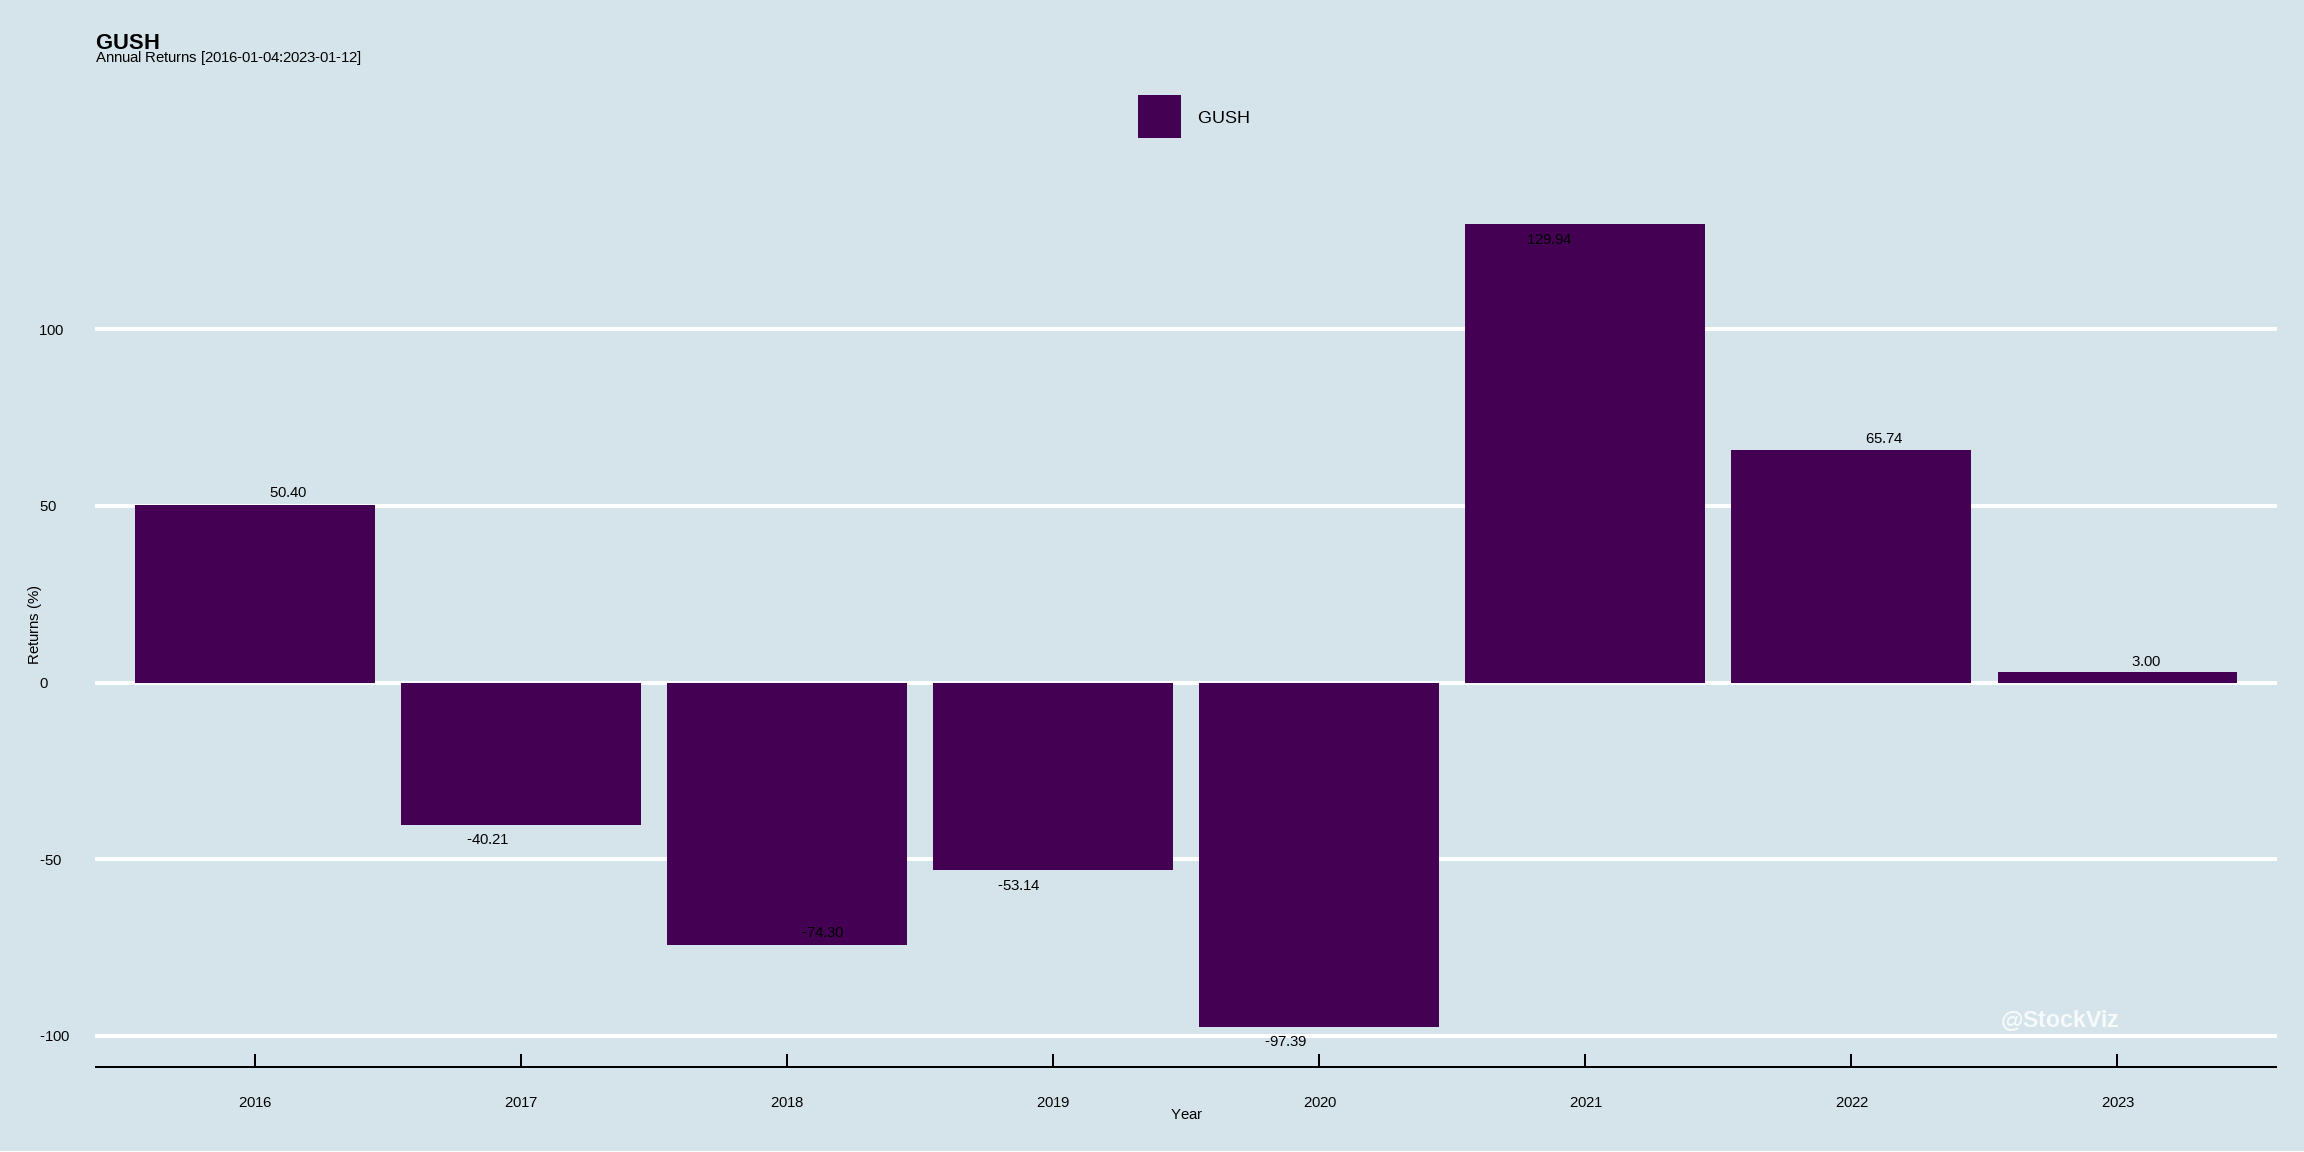 GUSH
Annual Returns [2016-01-04:2023-01-12]
GUSH
129.94
100
65.74
50.40
50
Returns (%)
3.00
0
-40.21
-50
-53.14
-74.30
@StockViz
-100
-97.39
2016 2017 2018 2019 2020 2021 2022 2023
Year